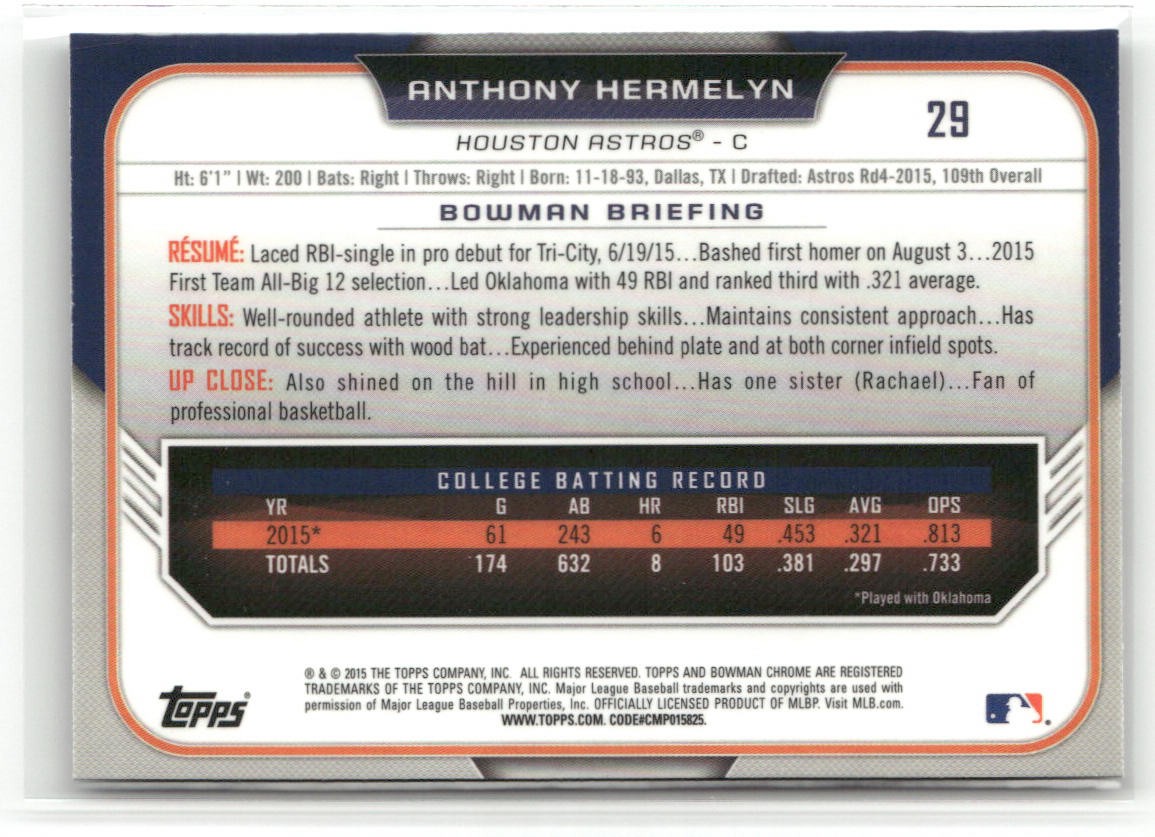 ANTHONY HERMELYN
29
HOUSTON ASTROS® - C
Ht: 6'1" | Wt: 200 | Bats: Right | Throws: Right | Born: 11-18-93, Dallas, TX | Drafted: Astros Rd4-2015, 109th Overall
BOWMAN BRIEFING
RÉSUMÉ: Laced RBI-single in pro debut for Tri-City, 6/19/15...Bashed first homer on August 3...2015
First Team All-Big 12 selection...Led Oklahoma with 49 RBI and ranked third with .321 average.
SKILLS: Well-rounded athlete with strong leadership skills...Maintains consistent approach...Has
track record of success with wood bat...Experienced behind plate and at both corner infield spots.
UP CLOSE: Also shined on the hill in high school...Has one sister (Rachael)...Fan of
professional basketball.
COLLEGE BATTING RECORD
YR G AB HR RBI SLG AVG OPS
2015* 61 243 6 49 .453 .321 .813
TOTALS 174 632 8 103 .381 .297 .733
*Played with Oklahoma
® & © 2015 THE TOPPS COMPANY, INC. ALL RIGHTS RESERVED. TOPPS AND BOWMAN CHROME ARE REGISTERED
TRADEMARKS OF THE TOPPS COMPANY, INC. Major League Baseball trademarks and copyrights are used with
permission of Major League Baseball Properties, Inc. OFFICIALLY LICENSED PRODUCT OF MLBP. Visit MLB.com.
WWW.TOPPS.COM. CODE#CMP015825.
Topps®